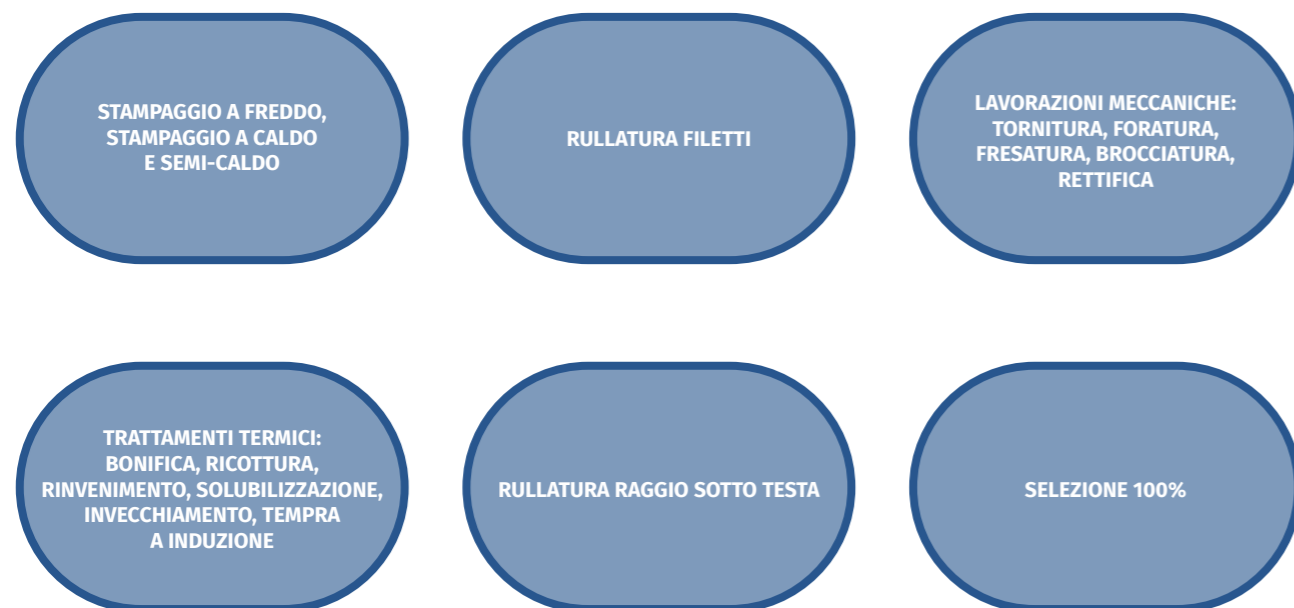 STAMPAGGIO A FREDDO,
STAMPAGGIO A CALDO
E SEMI-CALDO
RULLATURA FILETTI
LAVORAZIONI MECCANICHE:
TORNITURA, FORATURA,
FRESATURA, BROCCIATURA,
RETTIFICA
TRATTAMENTI TERMICI:
BONIFICA, RICOTTURA,
RINVENIMENTO, SOLUBILIZZAZIONE,
INVECCHIAMENTO, TEMPRA
A INDUZIONE
RULLATURA RAGGIO SOTTO TESTA
SELEZIONE 100%